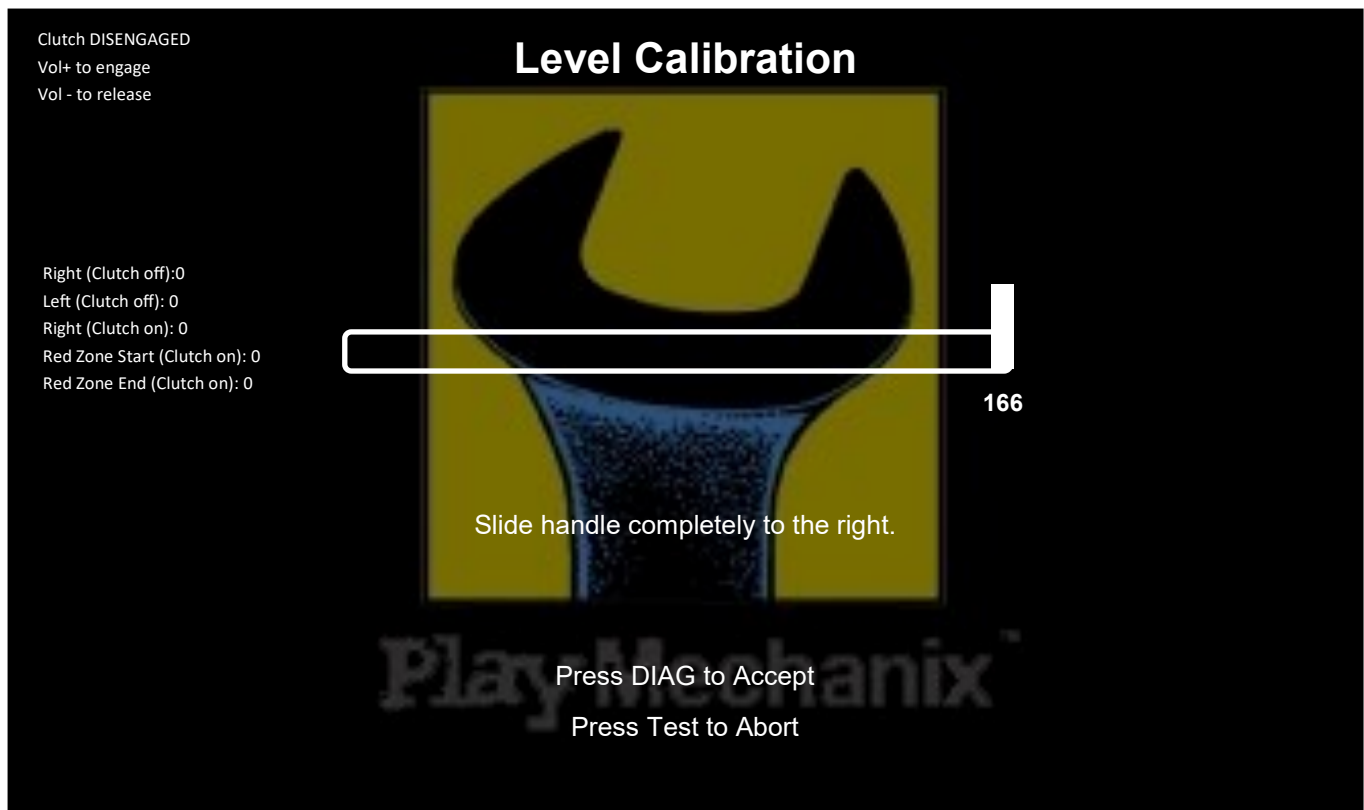 Clutch DISENGAGED
Vol+ to engage
Vol - to release
Level Calibration
Right (Clutch off):0
Left (Clutch off): 0
Right (Clutch on): 0
Red Zone Start (Clutch on): 0
Red Zone End (Clutch on): 0
166
Slide handle completely to the right.
Play Mechanix™
Press DIAG to Accept
Press Test to Abort